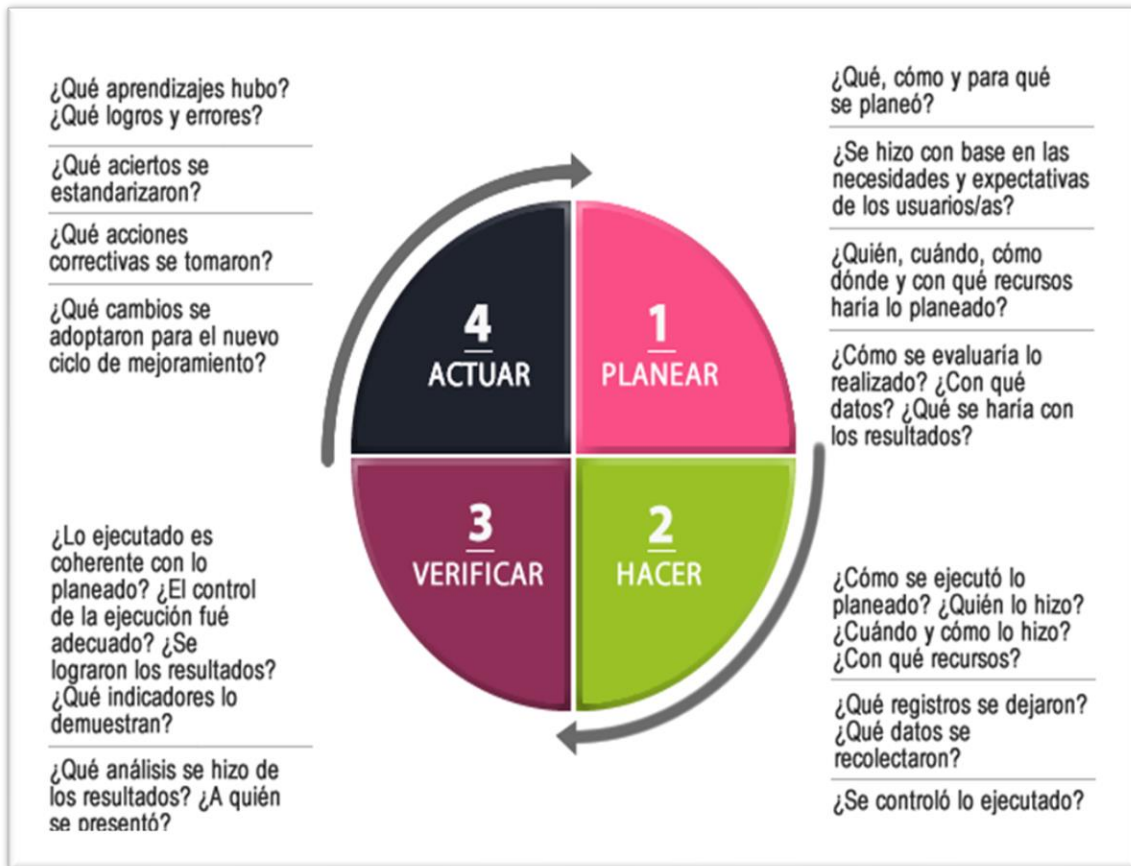 ¿Qué aprendizajes hubo?
¿Qué logros y errores?
¿Qué aciertos se
estandarizaron?
¿Qué acciones
correctivas se tomaron?
¿Qué cambios se
adoptaron para el nuevo
ciclo de mejoramiento?
4
ACTUAR
1
PLANEAR
¿Qué, cómo y para qué
se planeó?
¿Se hizo con base en las
necesidades y expectativas
de los usuarios/as?
¿Quién, cuándo, cómo
dónde y con qué recursos
haría lo planeado?
¿Cómo se evaluaría lo
realizado? ¿Con qué
datos? ¿Qué se haría con
los resultados?
¿Lo ejecutado es
coherente con lo
planeado? ¿El control
de la ejecución fué
adecuado? ¿Se
lograron los resultados?
¿Qué indicadores lo
demuestran?
¿Qué análisis se hizo de
los resultados? ¿A quién
se presentó?
3
VERIFICAR
2
HACER
¿Cómo se ejecutó lo
planeado? ¿Quién lo hizo?
¿Cuándo y cómo lo hizo?
¿Con qué recursos?
¿Qué registros se dejaron?
¿Qué datos se
recolectaron?
¿Se controló lo ejecutado?